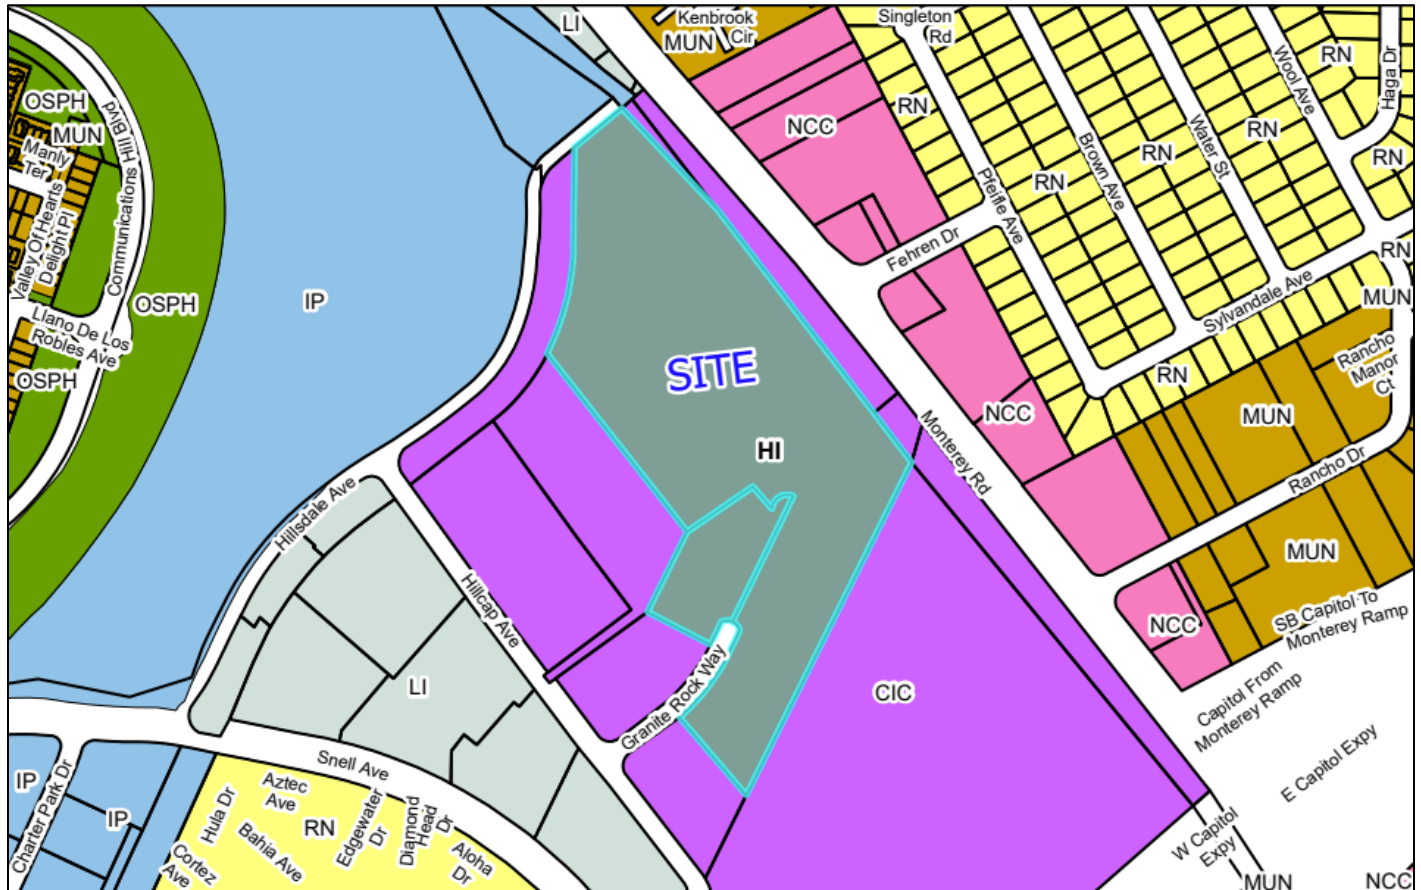 LI
Kenbrook
Cir
MUN
Singleton
Rd
RN
Wool Ave
Haga Dr
OSPH
MUN
Manly
Ter
Communications Hill Blvd
NCC
RN
Brown Ave
RN
Water St
RN
RN
Valley Of Hearts
Delight Pl
RN
Pfeiffe Ave
Fehren Dr
RN
OSPH
IP
Llano De Los
Robles Ave
OSPH
Sylvandale Ave
MUN
Rancho
Manor
Ct
SITE
RN
NCC
MUN
HI
Monterey Rd
Rancho Dr
Hillsdale Ave
MUN
Hillcap Ave
NCC
SB Capitol To
Monterey Ramp
LI
Granite Rock Way
CIC
Capitol From
Monterey Ramp
Snell Ave
E Capitol Expy
IP
Charter Park Dr
IP
Hula Dr
Aztec
Ave
RN
Bahia Ave
Cortez
Ave
Edgewater
Dr
Diamond
Head
Dr
Aloha
Dr
W Capitol
Expy
MUN
NCC